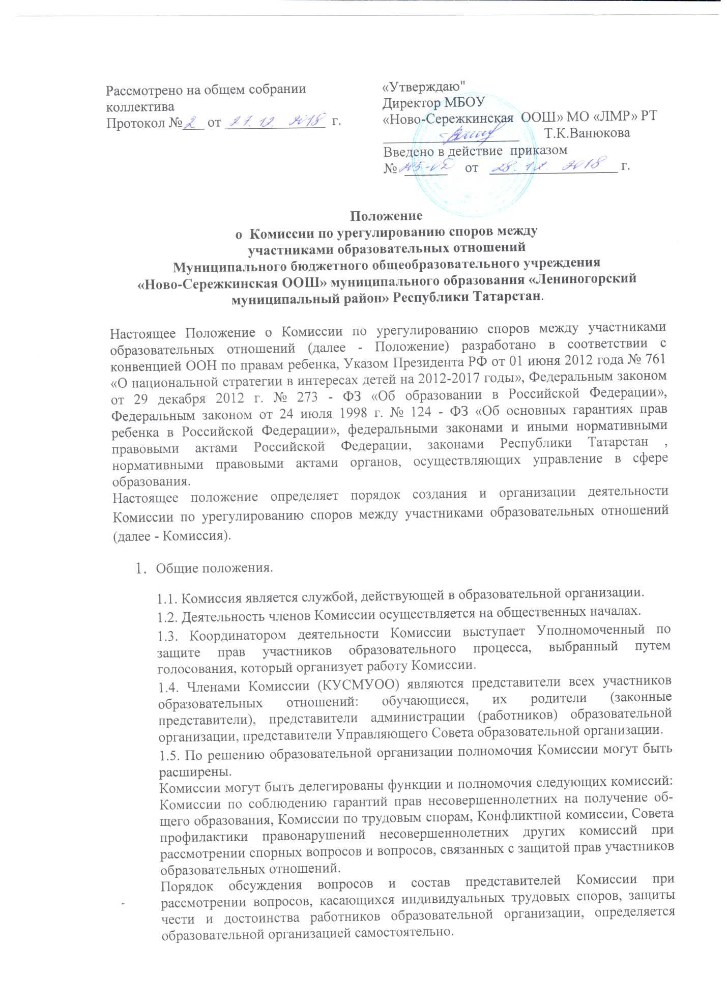 Рассмотрено на общем собрании
коллектива
Протокол № 2 от 27.12. 2018 г.
«Утверждаю"
Директор МБОУ
«Ново-Сережкинская ООШ» МО «ЛМР» РТ
Т.К.Ванюкова
Введено в действие приказом
№ от 28.12. 2018 г.
Положение
о Комиссии по урегулированию споров между
участниками образовательных отношений
Муниципального бюджетного общеобразовательного учреждения
«Ново-Сережкинская ООШ» муниципального образования «Лениногорский
муниципальный район» Республики Татарстан.
Настоящее Положение о Комиссии по урегулированию споров между участниками
образовательных отношений (далее - Положение) разработано в соответствии с
конвенцией ООН по правам ребенка, Указом Президента РФ от 01 июня 2012 года № 761
«О национальной стратегии в интересах детей на 2012-2017 годы», Федеральным законом
от 29 декабря 2012 г. № 273 - ФЗ «Об образовании в Российской Федерации»,
Федеральным законом от 24 июля 1998 г. № 124 - ФЗ «Об основных гарантиях прав
ребенка в Российской Федерации», федеральными законами и иными нормативными
правовыми актами Российской Федерации, законами Республики Татарстан ,
нормативными правовыми актами органов, осуществляющих управление в сфере
образования.
Настоящее положение определяет порядок создания и организации деятельности
Комиссии по урегулированию споров между участниками образовательных отношений
(далее - Комиссия).
1. Общие положения.
1.1. Комиссия является службой, действующей в образовательной организации.
1.2. Деятельность членов Комиссии осуществляется на общественных началах.
1.3. Координатором деятельности Комиссии выступает Уполномоченный по
защите прав участников образовательного процесса, выбранный путем
голосования, который организует работу Комиссии.
1.4. Членами Комиссии (КУСМУОО) являются представители всех участников
образовательных отношений: обучающиеся, их родители (законные
представители), представители администрации (работников) образовательной
организации, представители Управляющего Совета образовательной организации.
1.5. По решению образовательной организации полномочия Комиссии могут быть
расширены.
Комиссии могут быть делегированы функции и полномочия следующих комиссий:
Комиссии по соблюдению гарантий прав несовершеннолетних на получение об-
щего образования, Комиссии по трудовым спорам, Конфликтной комиссии, Совета
профилактики правонарушений несовершеннолетних других комиссий при
рассмотрении спорных вопросов и вопросов, связанных с защитой прав участников
образовательных отношений.
Порядок обсуждения вопросов и состав представителей Комиссии при
рассмотрении вопросов, касающихся индивидуальных трудовых споров, защиты
чести и достоинства работников образовательной организации, определяется
образовательной организацией самостоятельно.